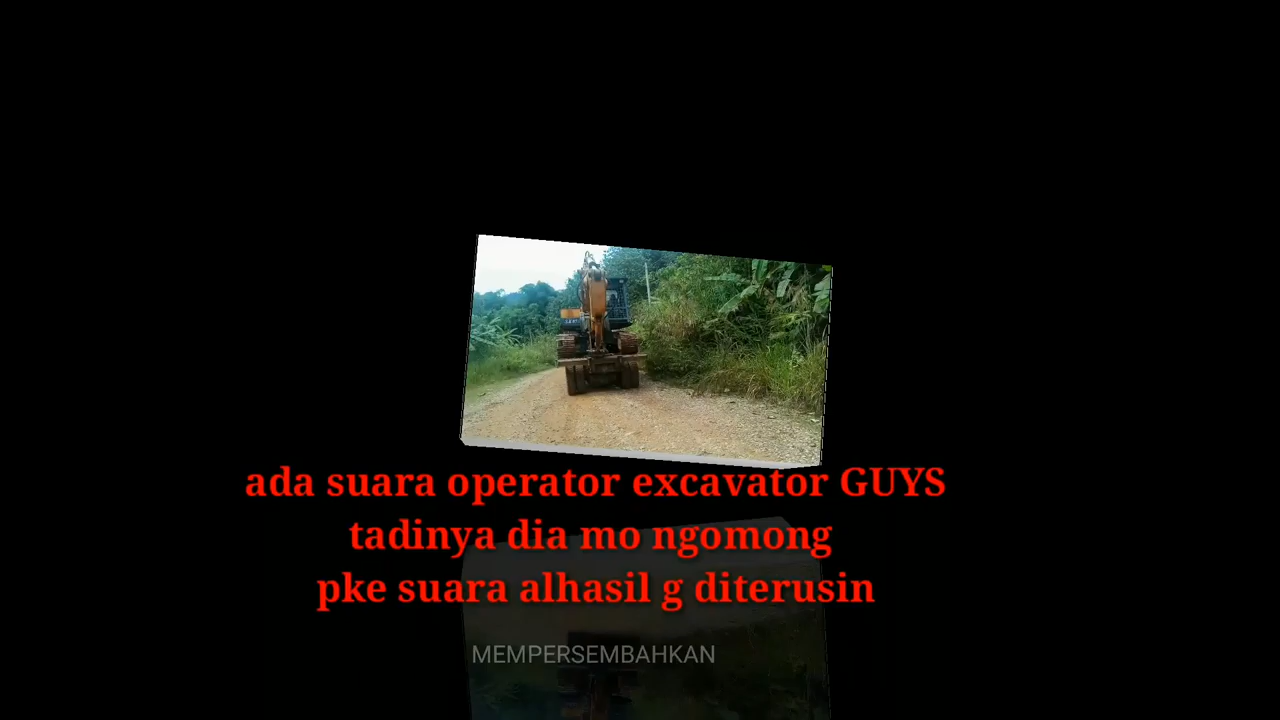 ada suara operator excavator GUYS
tadinya dia mo ngomong
pke suara alhasil g diterusin
MEMPERSEMBAHKAN